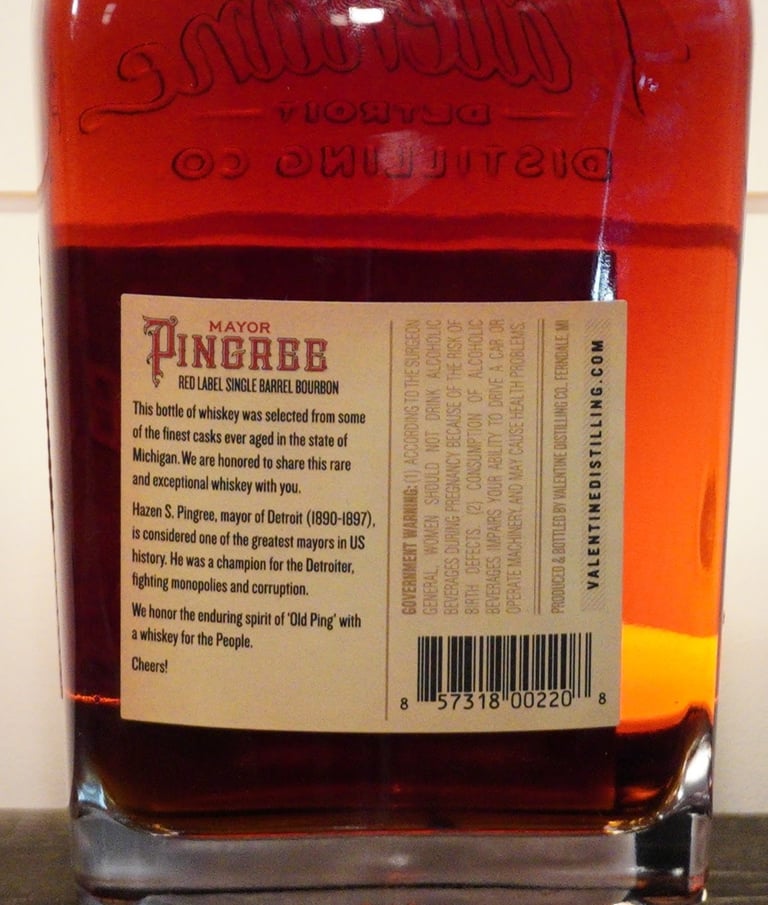 Valentine
DETROIT
DISTILLING CO
MAYOR
PINGREE
RED LABEL SINGLE BARREL BOURBON
This bottle of whiskey was selected from some
of the finest casks ever aged in the state of
Michigan. We are honored to share this rare
and exceptional whiskey with you.
Hazen S. Pingree, mayor of Detroit (1890-1897),
is considered one of the greatest mayors in US
history. He was a champion for the Detroiter,
fighting monopolies and corruption.
We honor the enduring spirit of 'Old Ping' with
a whiskey for the People.
Cheers!
GOVERNMENT WARNING: (1) ACCORDING TO THE SURGEON
GENERAL, WOMEN SHOULD NOT DRINK ALCOHOLIC
BEVERAGES DURING PREGNANCY BECAUSE OF THE RISK OF
BIRTH DEFECTS. (2) CONSUMPTION OF ALCOHOLIC
BEVERAGES IMPAIRS YOUR ABILITY TO DRIVE A CAR OR
OPERATE MACHINERY, AND MAY CAUSE HEALTH PROBLEMS.
PRODUCED & BOTTLED BY VALENTINE DISTILLING CO., FERNDALE, MI
VALENTINEDISTILLING.COM
8 57318 00220 8